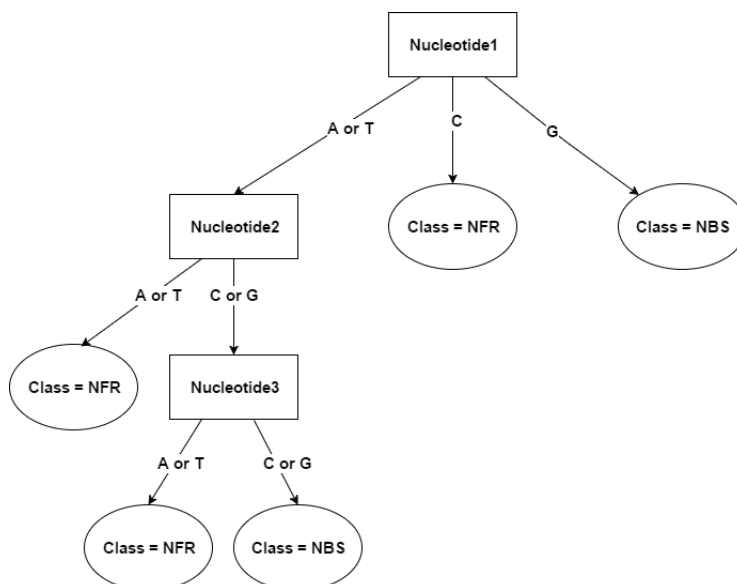 Nucleotide1
A or T
C
G
Nucleotide2
Class = NFR
Class = NBS
A or T
C or G
Class = NFR
Nucleotide3
A or T
C or G
Class = NFR
Class = NBS